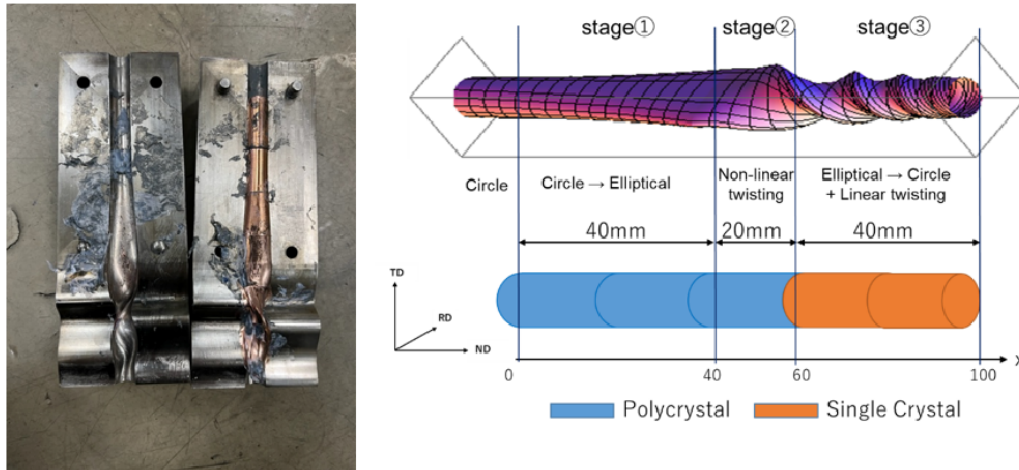 stage①
stage②
stage③
Circle
Circle → Elliptical
Non-linear
twisting
Elliptical → Circle
+ Linear twisting
40mm
20mm
40mm
TD
RD
ND
0
40
60
100
X
Polycrystal
Single Crystal